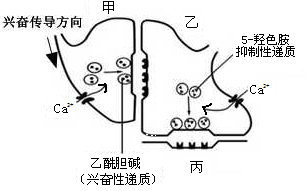 甲
乙
兴奋传导方向
5-羟色胺
抑制性递质
Ca²⁺
Ca²⁺
乙酰胆碱
（兴奋性递质）
丙